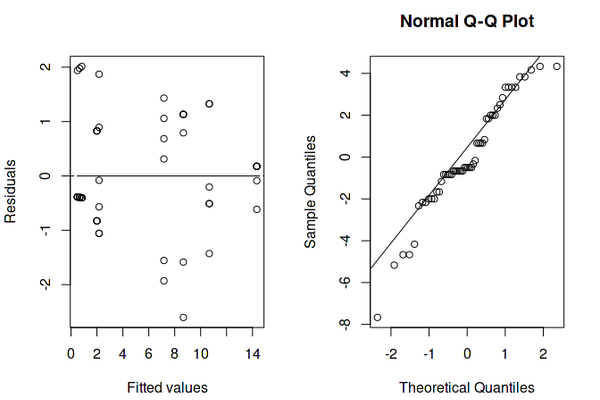 Normal Q-Q Plot
Residuals
2
1
0
-1
-2
0 2 4 6 8 10 14
Fitted values
Sample Quantiles
4
2
0
-2
-4
-6
-8
-2 -1 0 1 2
Theoretical Quantiles